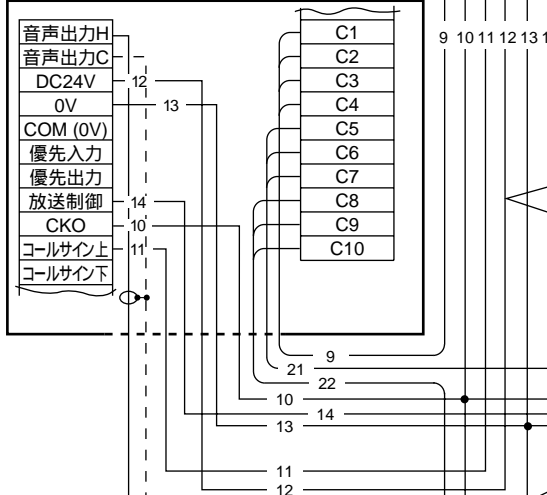 音声出力H
音声出力C
DC24V
0V
COM (0V)
優先入力
優先出力
放送制御
CKO
コールサイン上
コールサイン下
12
13
14
10
11
C1
C2
C3
C4
C5
C6
C7
C8
C9
C10
9 10 11 12 13 1
9
21
22
10
14
13
11
12